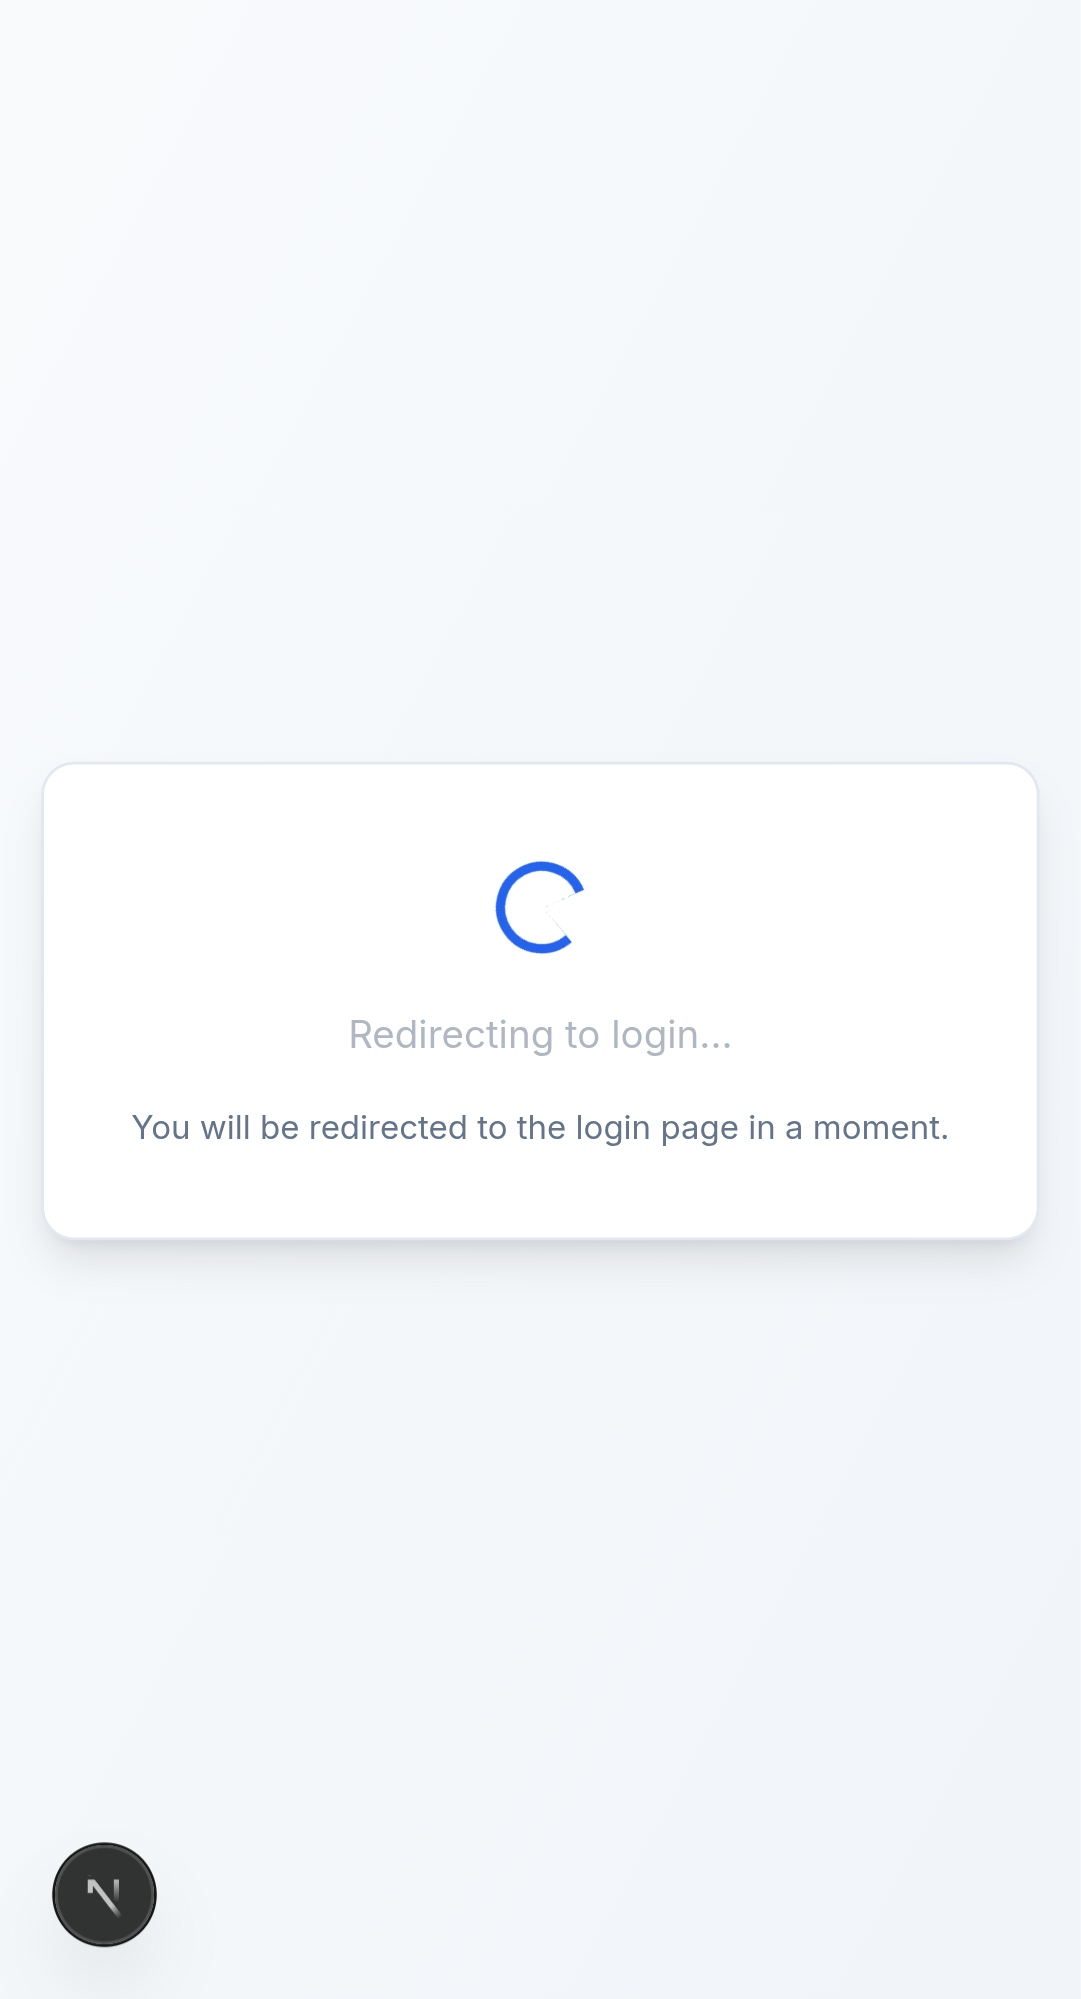 Redirecting to login...
You will be redirected to the login page in a moment.
N